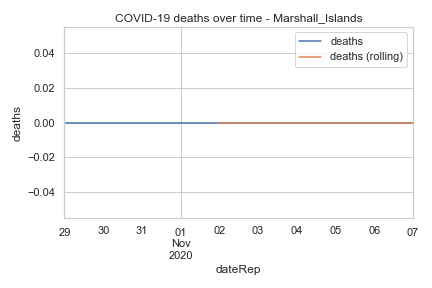 COVID-19 deaths over time - Marshall_Islands
deaths
deaths (rolling)
0.04
0.02
0.00
−0.02
−0.04
deaths
29 30 31 01 02 03 04 05 06 07
Nov
2020
dateRep